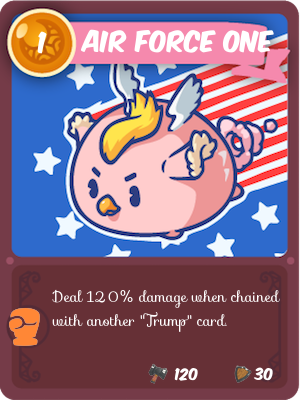 1
AIR FORCE ONE
Deal 120% damage when chained
with another "Trump" card.
120 30